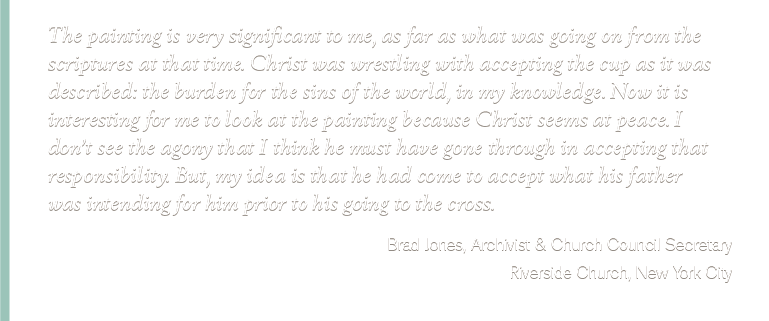 The painting is very significant to me, as far as what was going on from the
scriptures at that time. Christ was wrestling with accepting the cup as it was
described: the burden for the sins of the world, in my knowledge. Now it is
interesting for me to look at the painting because Christ seems at peace. I
don't see the agony that I think he must have gone through in accepting that
responsibility. But, my idea is that he had come to accept what his father
was intending for him prior to his going to the cross.
Brad Jones, Archivist & Church Council Secretary
Riverside Church, New York City